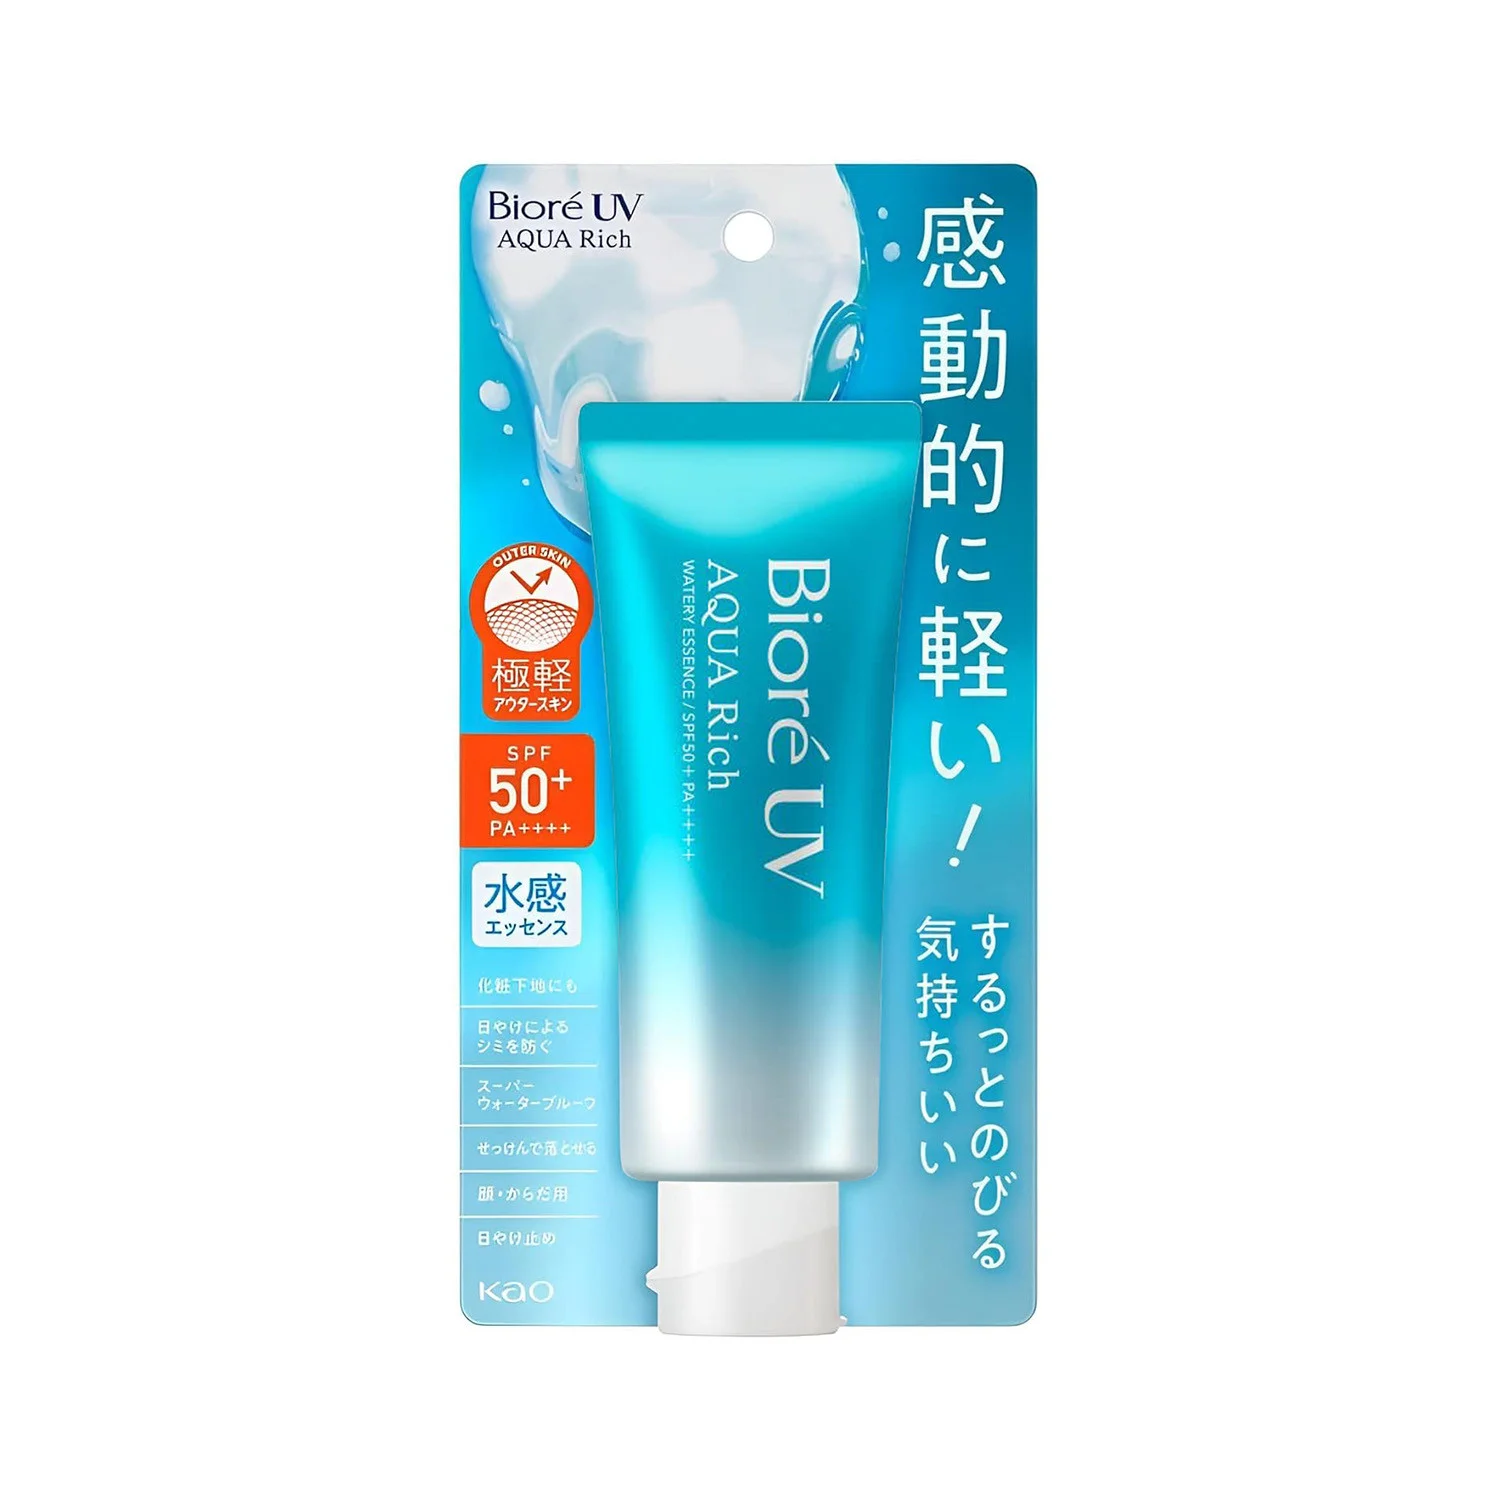 Bioré UV
AQUA Rich
感動的に軽い!
するっとのびる
気持ちいい
OUTER SKIN
極軽
アウタースキン
SPF
50+
PA++++
水感
エッセンス
化粧下地にも
日やけによる
シミを防ぐ
スーパー
ウォータープルーフ
せっけんで落とせる
顔・からだ用
日やけ止め
Kao
Bioré UV
AQUA Rich
WATERY ESSENCE / SPF50+ PA++++